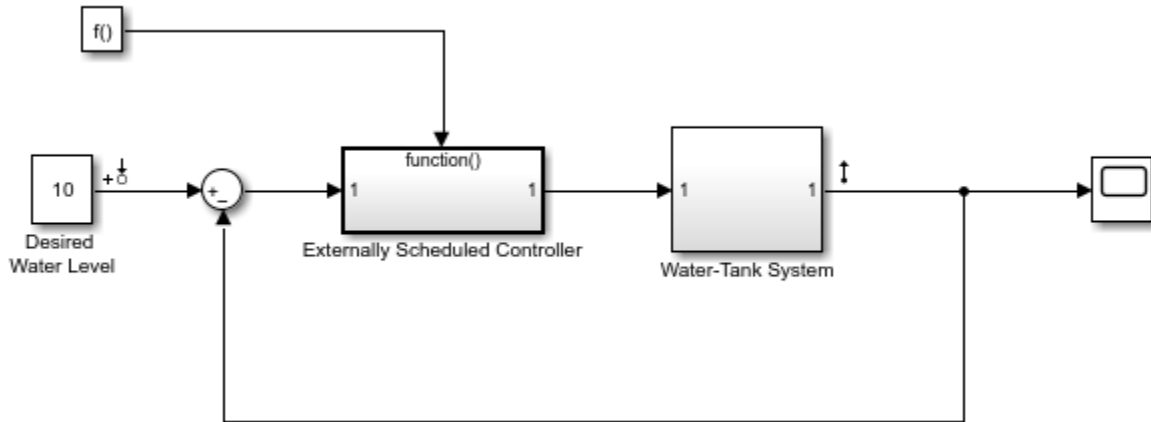 f()
function()
10
+
−
1
1
1
1
Desired
Water Level
Externally Scheduled Controller
Water-Tank System